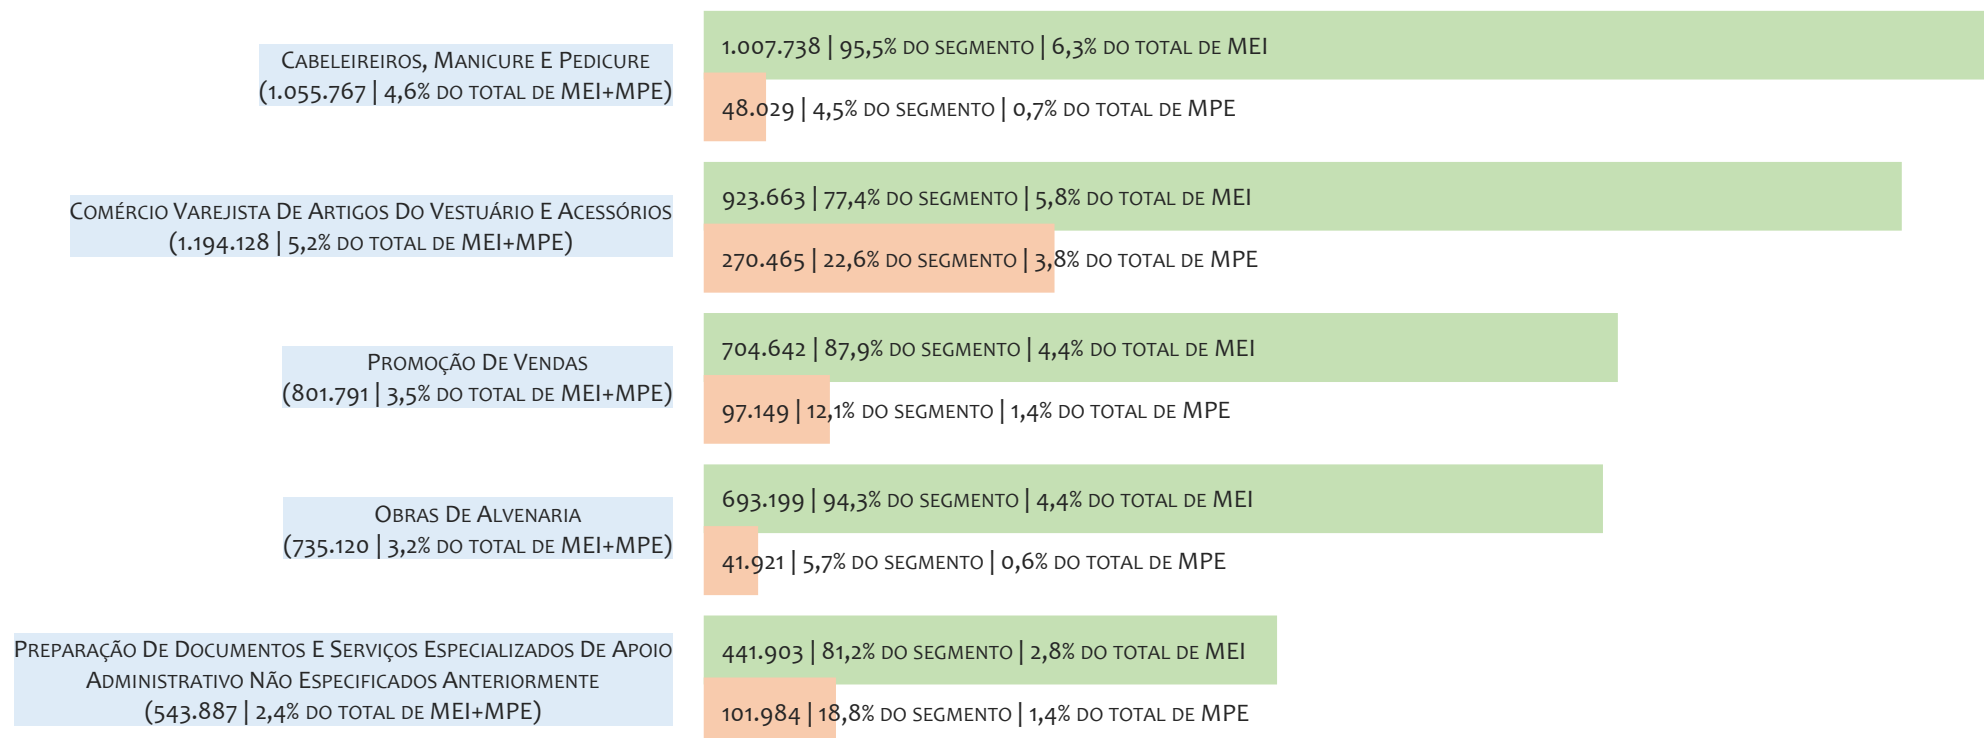 Cabeleireiros, Manicure E Pedicure
(1.055.767 | 4,6% do total de MEI+MPE)
1.007.738 | 95,5% do segmento | 6,3% do total de MEI
48.029 | 4,5% do segmento | 0,7% do total de MPE
Comércio Varejista De Artigos Do Vestuário E Acessórios
(1.194.128 | 5,2% do total de MEI+MPE)
923.663 | 77,4% do segmento | 5,8% do total de MEI
270.465 | 22,6% do segmento | 3,8% do total de MPE
Promoção De Vendas
(801.791 | 3,5% do total de MEI+MPE)
704.642 | 87,9% do segmento | 4,4% do total de MEI
97.149 | 12,1% do segmento | 1,4% do total de MPE
Obras De Alvenaria
(735.120 | 3,2% do total de MEI+MPE)
693.199 | 94,3% do segmento | 4,4% do total de MEI
41.921 | 5,7% do segmento | 0,6% do total de MPE
Preparação De Documentos E Serviços Especializados De Apoio
Administrativo Não Especificados Anteriormente
(543.887 | 2,4% do total de MEI+MPE)
441.903 | 81,2% do segmento | 2,8% do total de MEI
101.984 | 18,8% do segmento | 1,4% do total de MPE